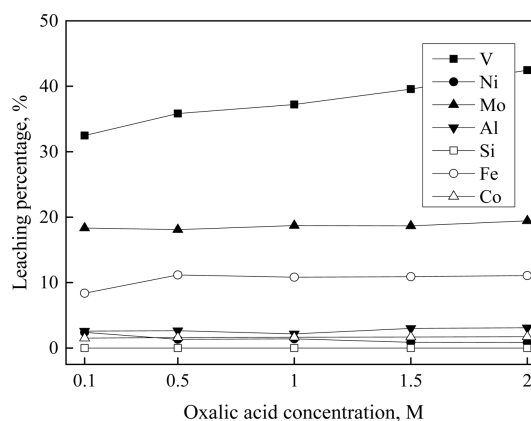 50
40
30
20
10
0
Leaching percentage, %
V
Ni
Mo
Al
Si
Fe
Co
0.1 0.5 1 1.5 2
Oxalic acid concentration, M